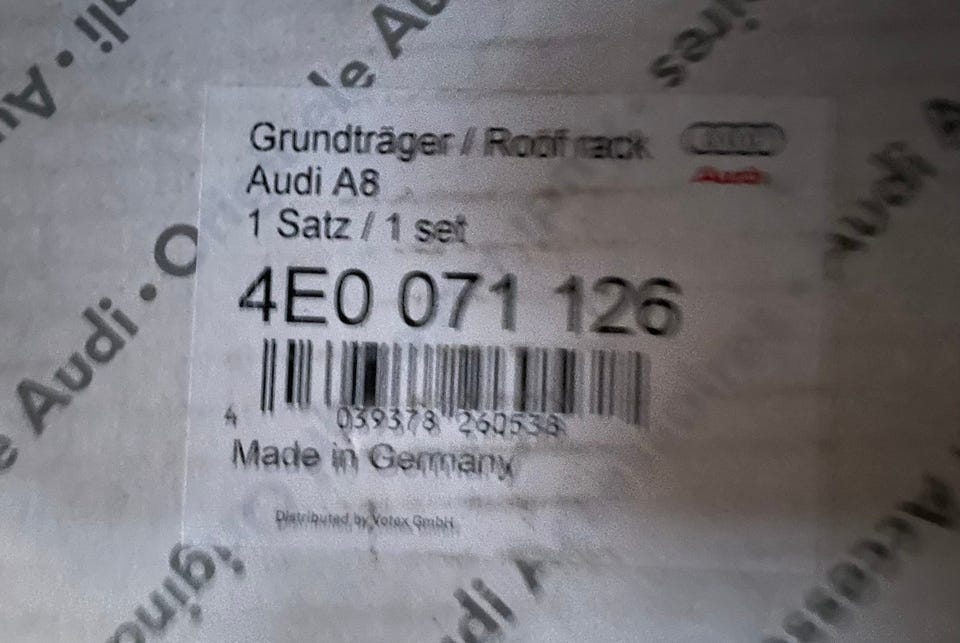 Grundträger / Roof rack
Audi
Audi A8
1 Satz / 1 set
4E0 071 126
4 039378 260538
Made in Germany
Distributed by Votex GmbH
Audi • O